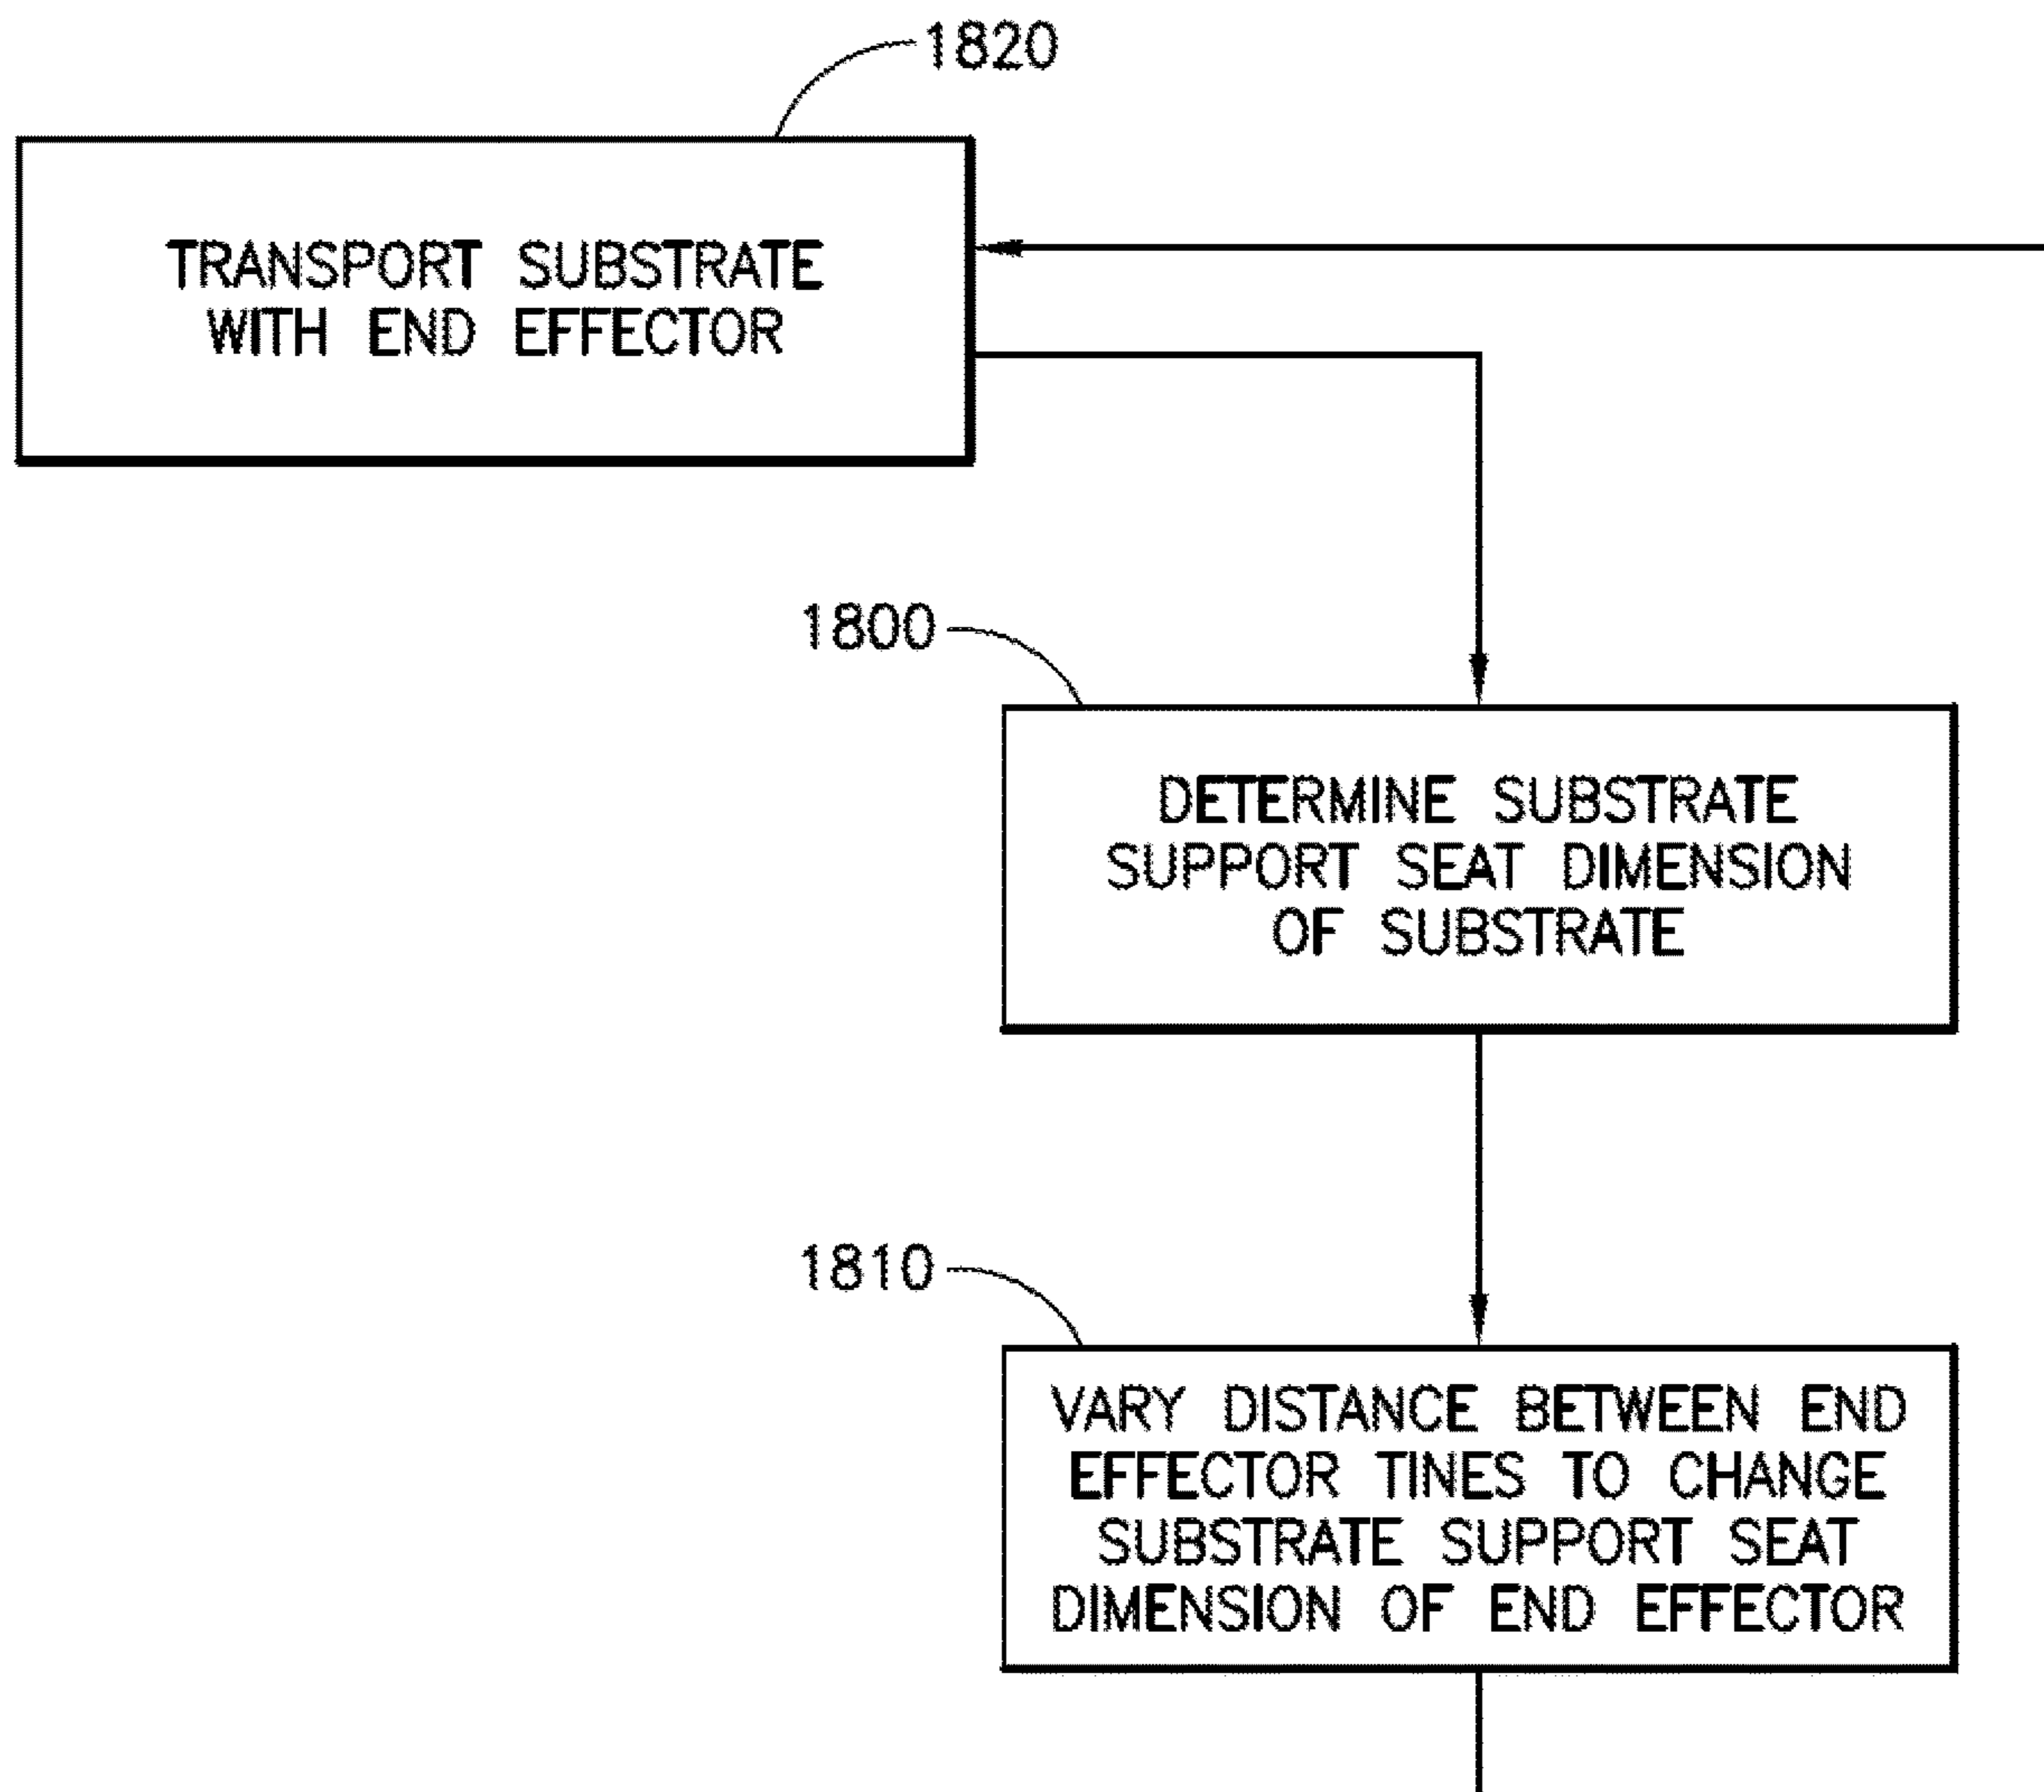 1820
TRANSPORT SUBSTRATE
WITH END EFFECTOR
1800
DETERMINE SUBSTRATE
SUPPORT SEAT DIMENSION
OF SUBSTRATE
1810
VARY DISTANCE BETWEEN END
EFFECTOR TINES TO CHANGE
SUBSTRATE SUPPORT SEAT
DIMENSION OF END EFFECTOR